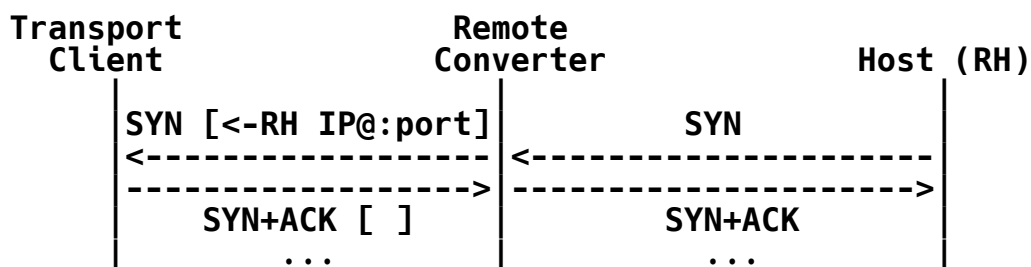 Transport Remote
Client Converter Host (RH)
SYN [<-RH IP@:port] SYN
<------------------- <----------------------
-------------------> ---------------------->
SYN+ACK [ ] SYN+ACK
... ...